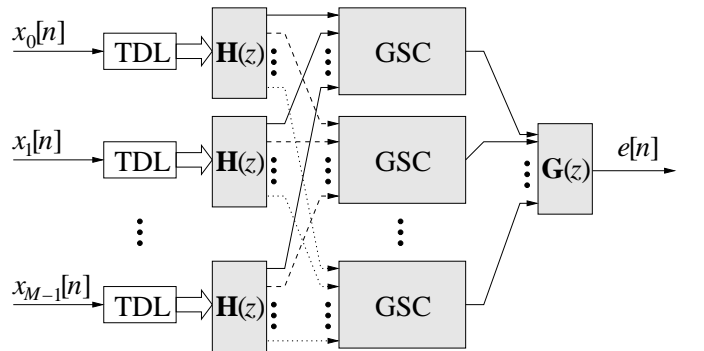 x0[n] TDL H(z) GSC
x1[n] TDL H(z) GSC G(z) e[n]
xM−1[n] TDL H(z) GSC